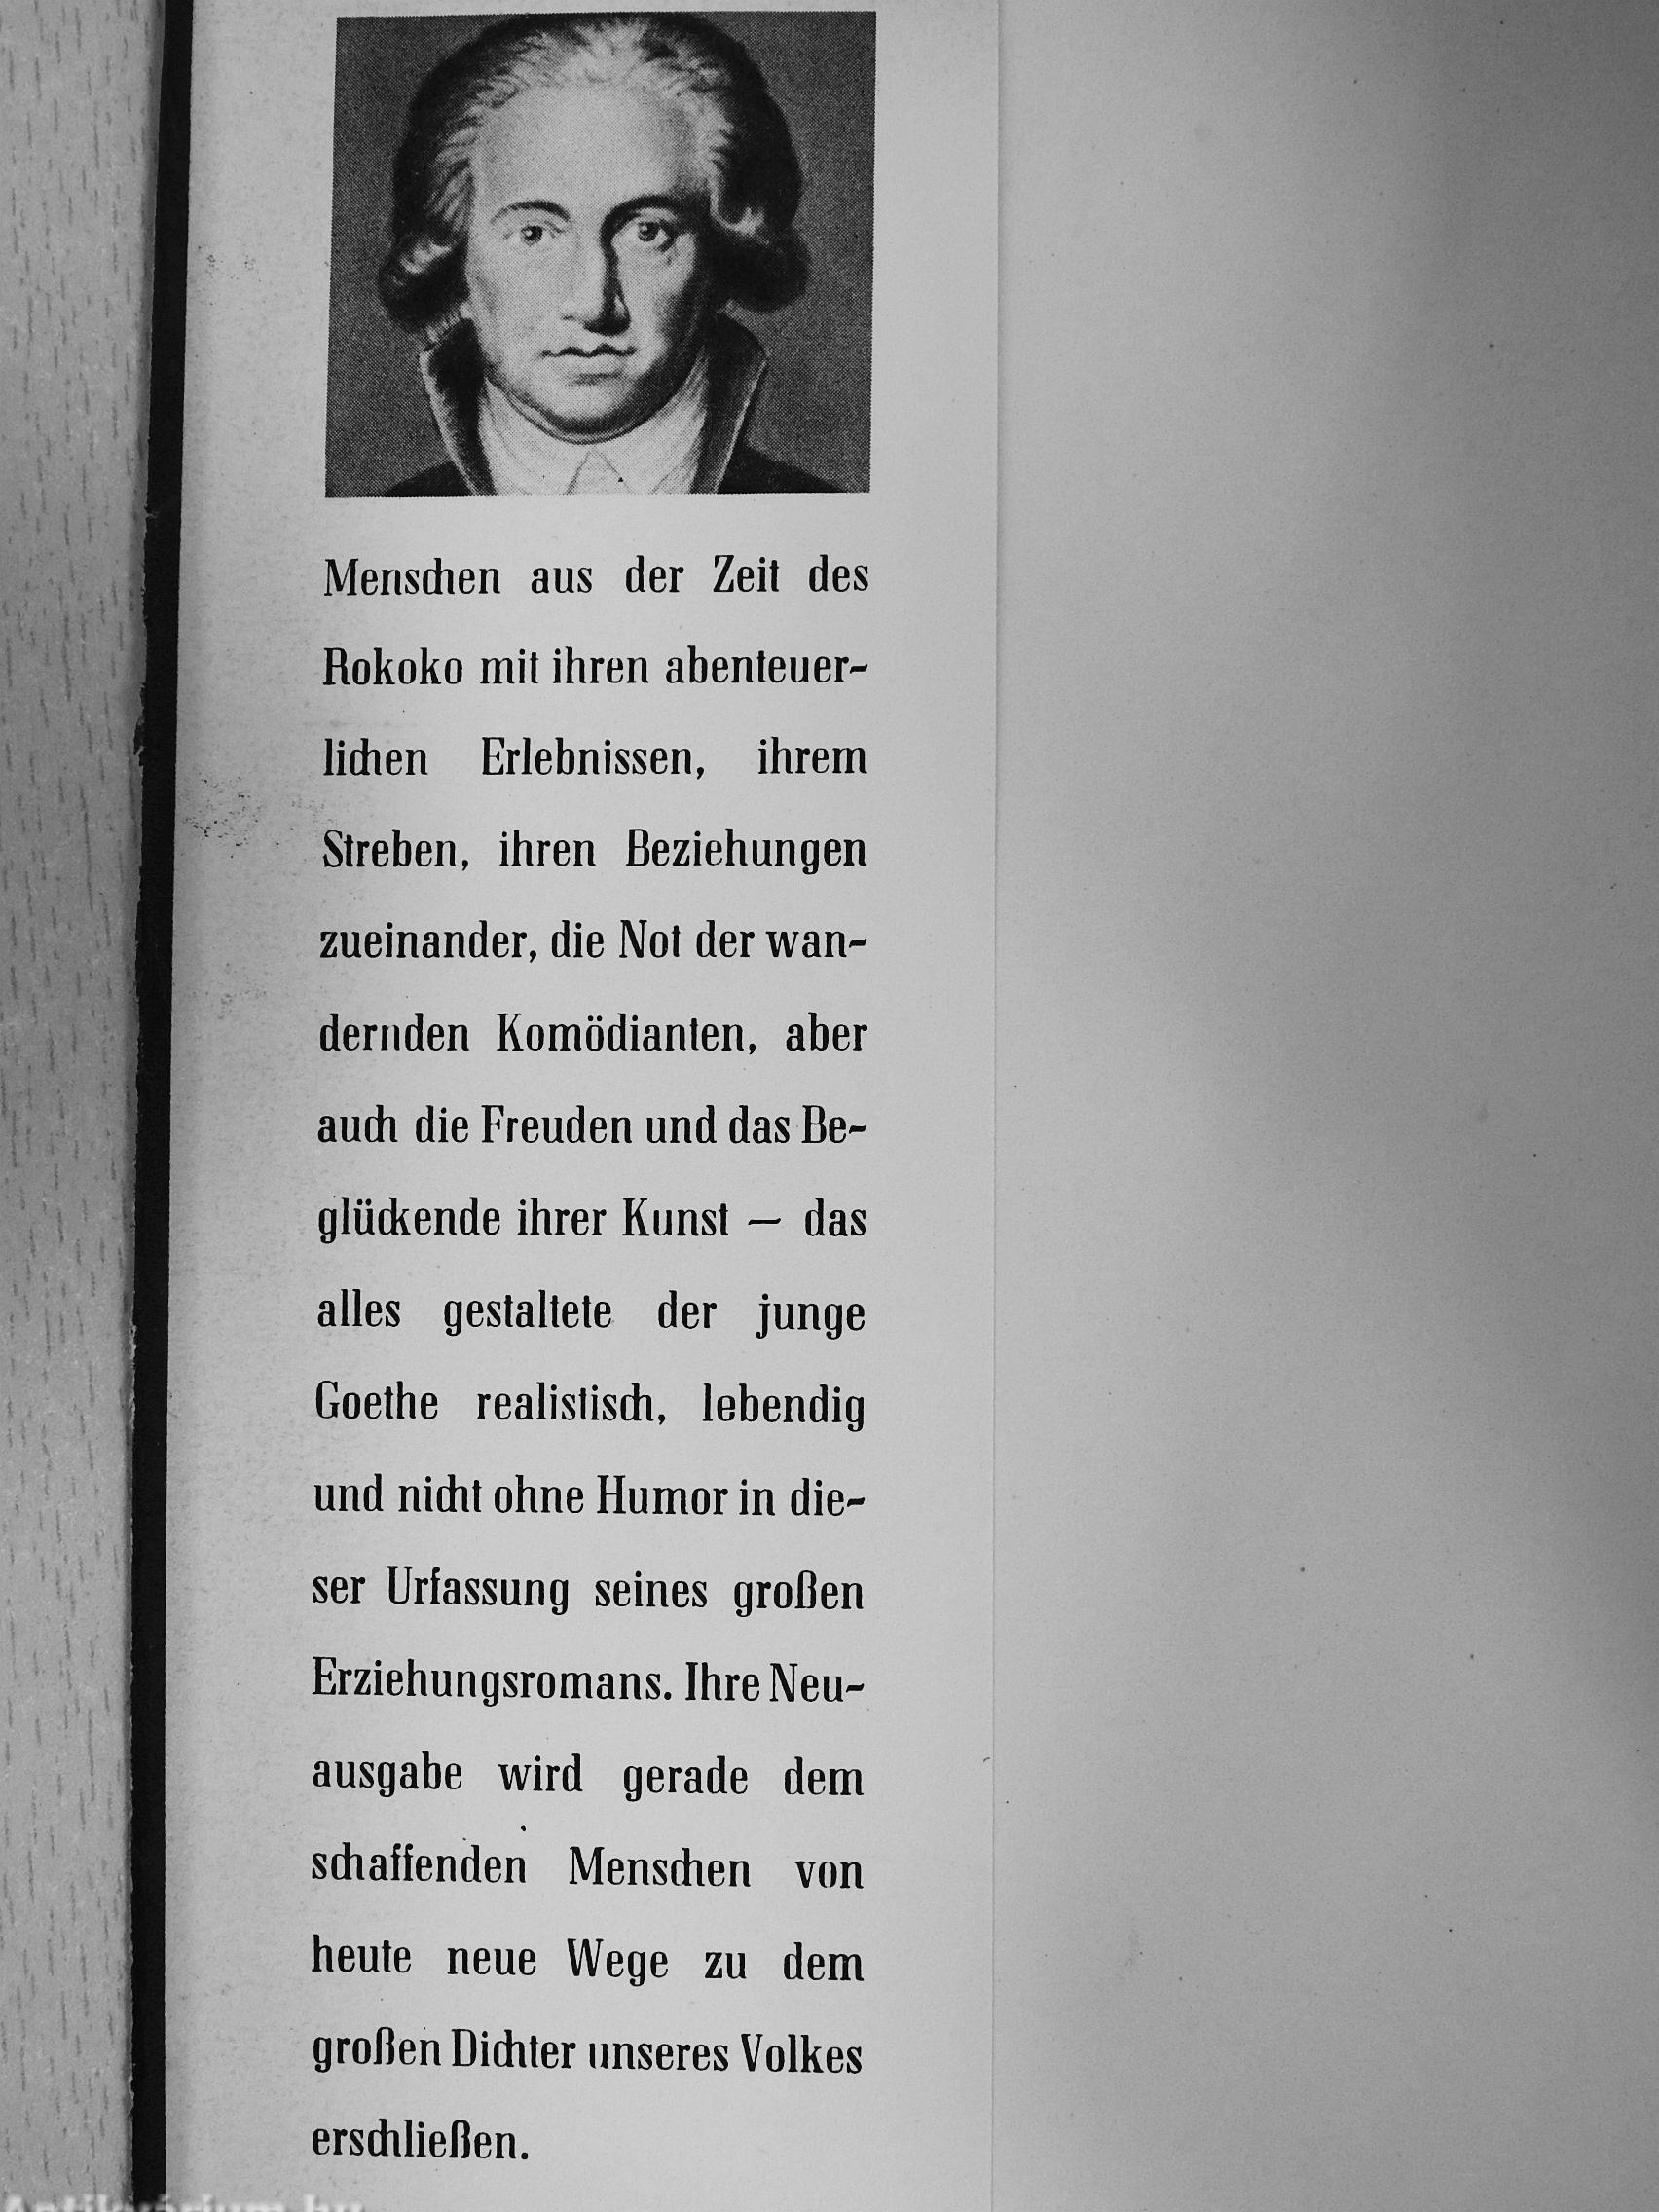 Menschen aus der Zeit des
Rokoko mit ihren abenteuer-
lichen Erlebnissen, ihrem
Streben, ihren Beziehungen
zueinander, die Not der wan-
dernden Komödianten, aber
auch die Freuden und das Be-
glückende ihrer Kunst — das
alles gestaltete der junge
Goethe realistisch, lebendig
und nicht ohne Humor in die-
ser Urfassung seines großen
Erziehungsromans. Ihre Neu-
ausgabe wird gerade dem
schaffenden Menschen von
heute neue Wege zu dem
großen Dichter unseres Volkes
erschließen.
Antikvárium.hu